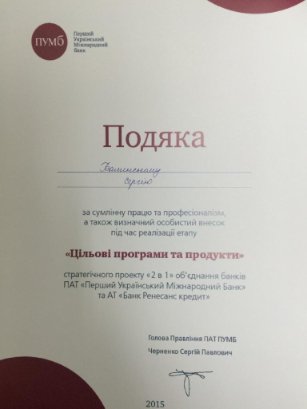 ПУМБ
Перший
Український
Міжнародний
банк
Подяка
Сергію
за сумлінну працю та професіоналізм,
а також визначний особистий внесок
під час реалізації етапу
«Цільові програми та продукти»
стратегічного проекту «2 в 1» об'єднання банків
ПАТ «Перший Український Міжнародний Банк»
та АТ «Банк Ренесанс кредит»
Голова Правління ПАТ ПУМБ
Черненко Сергій Павлович
2015